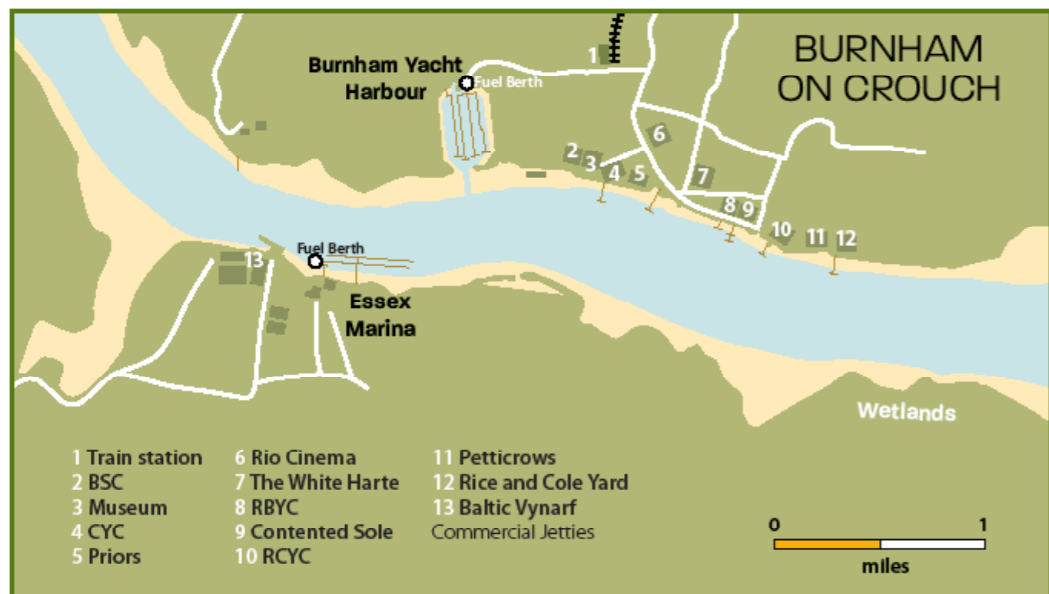 BURNHAM
ON CROUCH
1
Burnham Yacht
Harbour
Fuel Berth
6
2
3
4
5
7
8
9
10
11
12
Fuel Berth
13
Essex
Marina
Wetlands
1 Train station
2 BSC
3 Museum
4 CYC
5 Priors
6 Rio Cinema
7 The White Harte
8 RBYC
9 Contented Sole
10 RCYC
11 Petticrows
12 Rice and Cole Yard
13 Baltic Vynarf
Commercial Jetties
0 1
miles